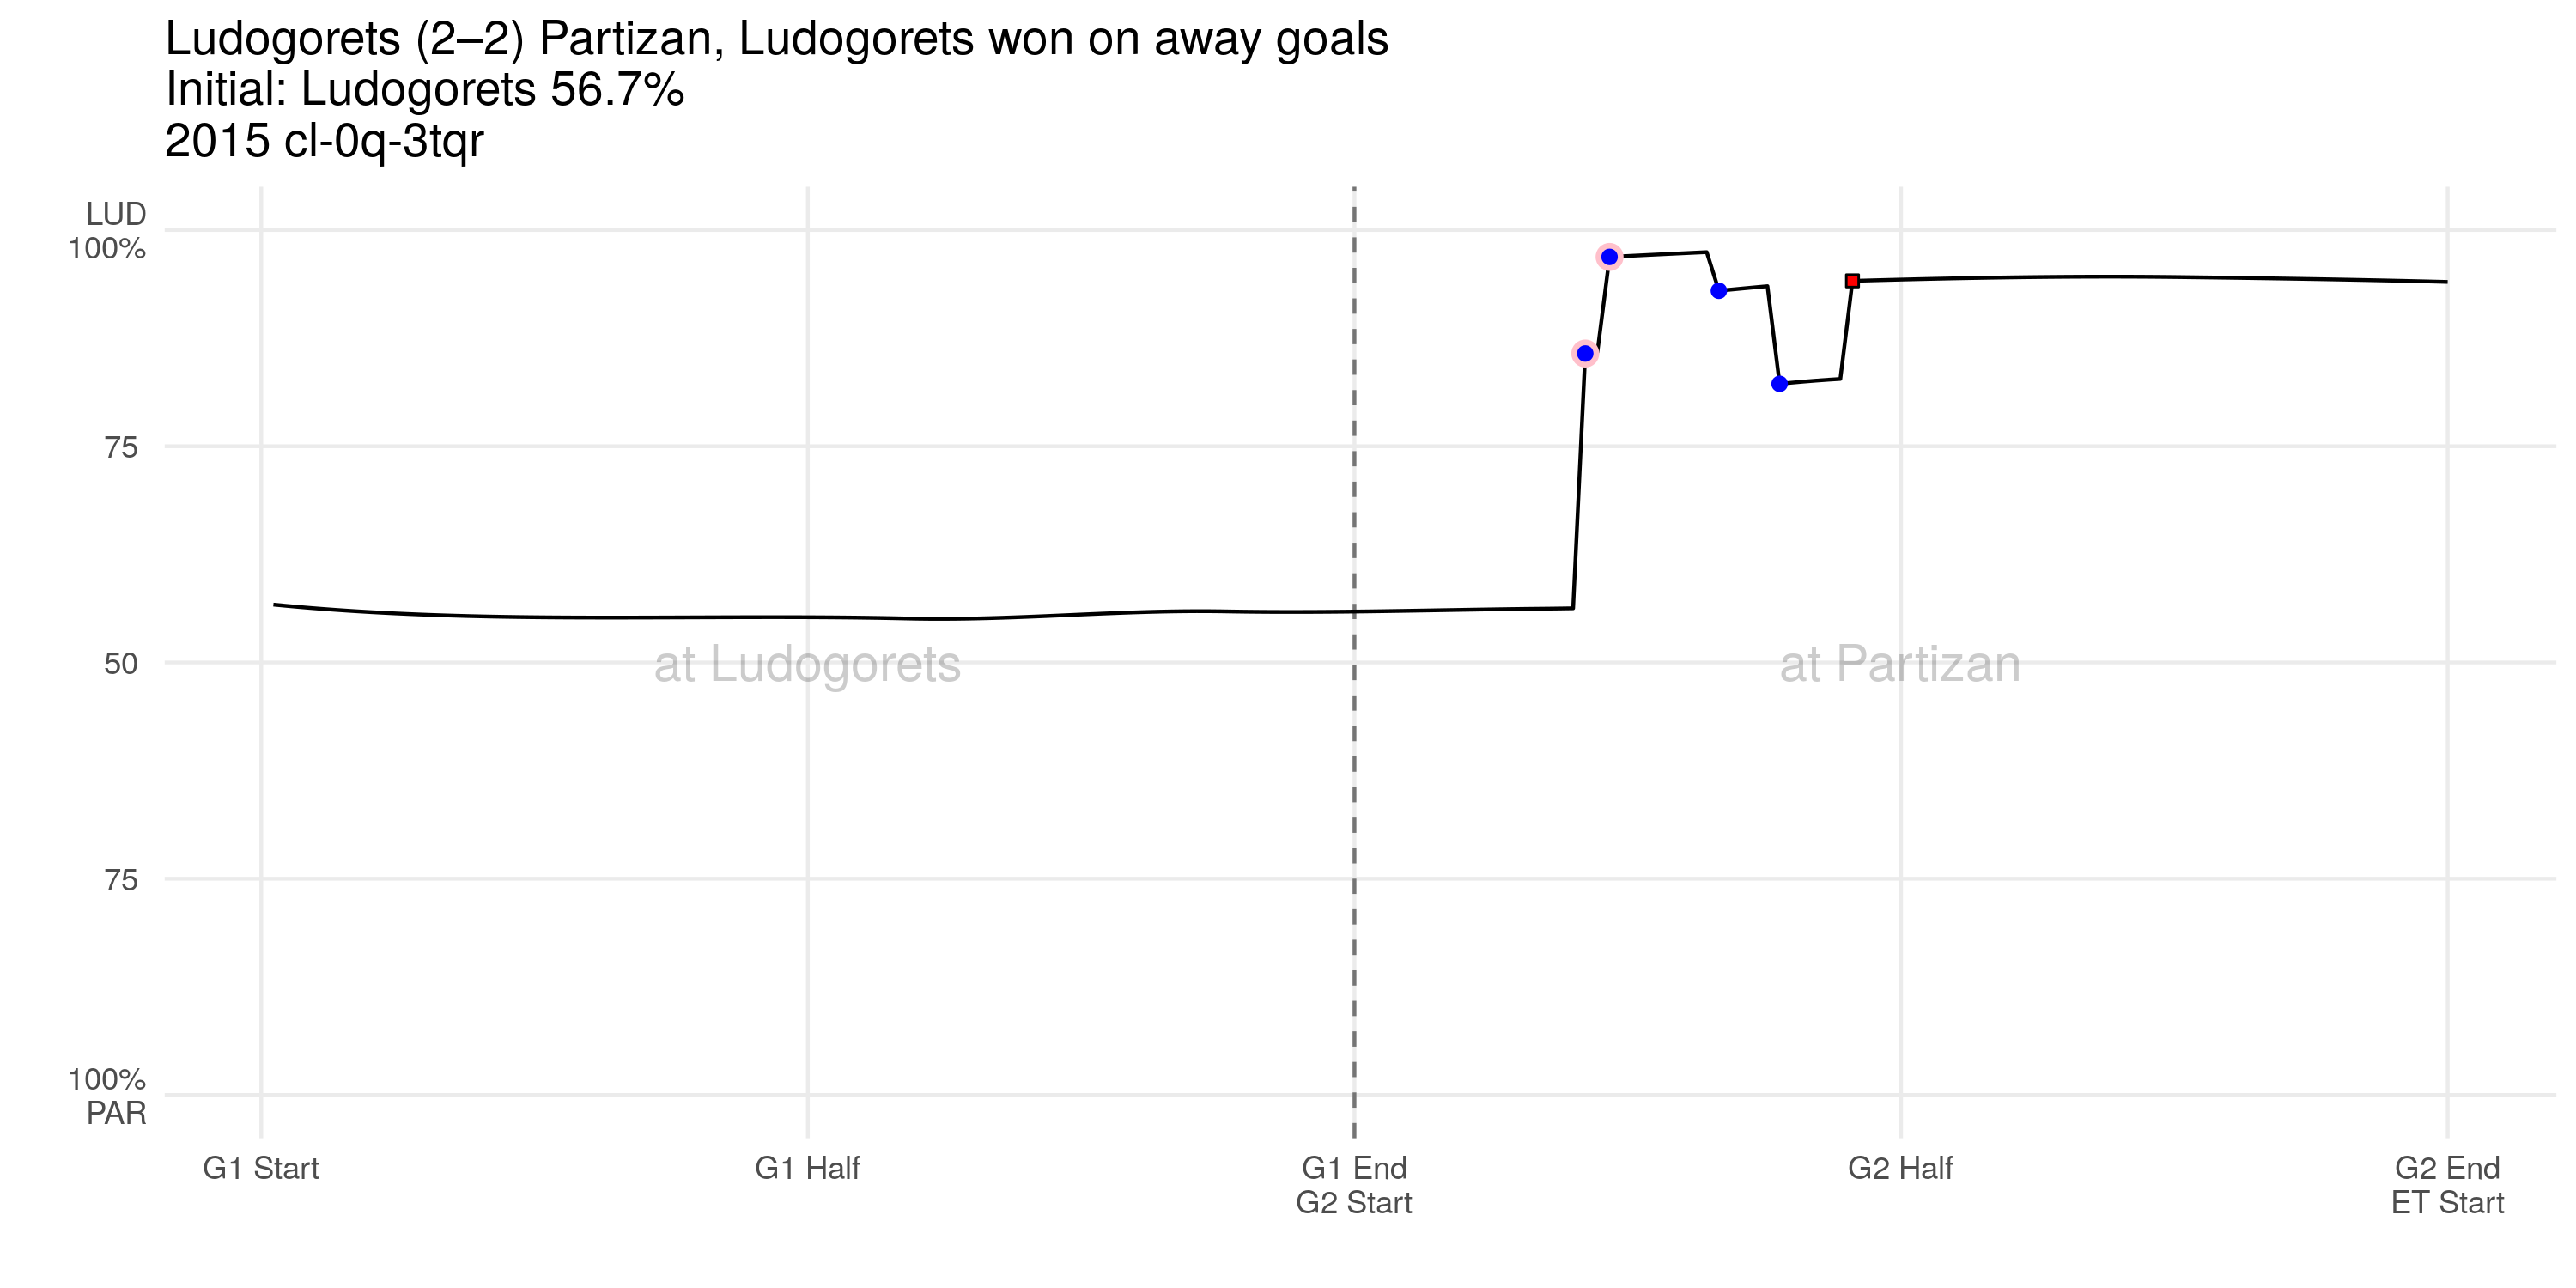 Ludogorets (2–2) Partizan, Ludogorets won on away goals
Initial: Ludogorets 56.7%
2015 cl-0q-3tqr
LUD
100%
75
50
75
100%
PAR
at Ludogorets
at Partizan
G1 Start
G1 Half
G1 End
G2 Start
G2 Half
G2 End
ET Start